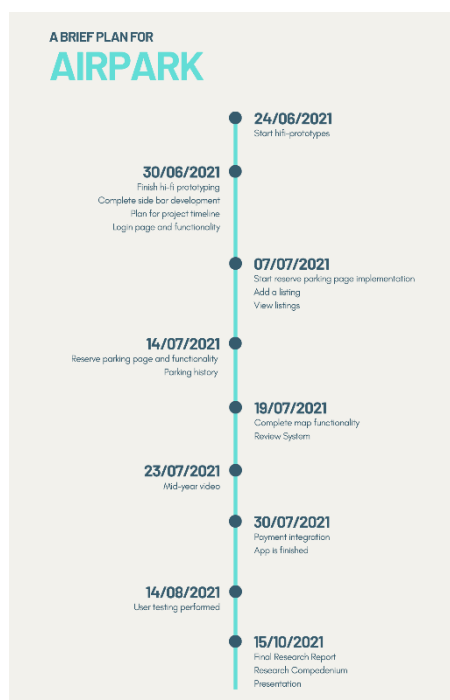 A BRIEF PLAN FOR
AIRPARK
24/06/2021
Start hifi-prototypes
30/06/2021
Finish hi-fi prototyping
Complete side bar development
Plan for project timeline
Login page and functionality
07/07/2021
Start reserve parking page implementation
Add a listing
View listings
14/07/2021
Reserve parking page and functionality
Parking history
19/07/2021
Complete map functionality
Review System
23/07/2021
Mid-year video
30/07/2021
Payment integration
App is finished
14/08/2021
User testing performed
15/10/2021
Final Research Report
Research Compedenium
Presentation